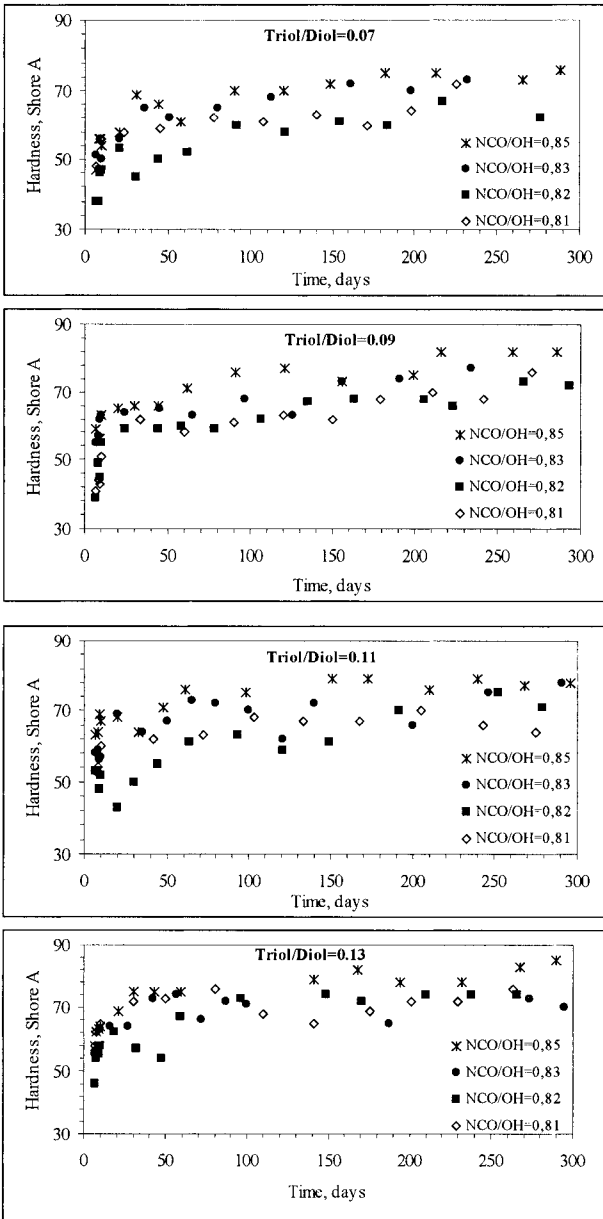 Triol/Diol=0.07
Hardness, Shore A
90
70
50
30
NCO/OH=0,85
NCO/OH=0,83
NCO/OH=0,82
NCO/OH=0,81
0 50 100 150 200 250 300
Time, days
Triol/Diol=0.09
Hardness, Shore A
90
70
50
30
NCO/OH=0,85
NCO/OH=0,83
NCO/OH=0,82
NCO/OH=0,81
0 50 100 150 200 250 300
Time, days
Triol/Diol=0.11
Hardness, Shore A
90
70
50
30
NCO/OH=0,85
NCO/OH=0,83
NCO/OH=0,82
NCO/OH=0,81
0 50 100 150 200 250 300
Time, days
Triol/Diol=0.13
Hardness, Shore A
90
70
50
30
NCO/OH=0,85
NCO/OH=0,83
NCO/OH=0,82
NCO/OH=0,81
0 50 100 150 200 250 300
Time, days